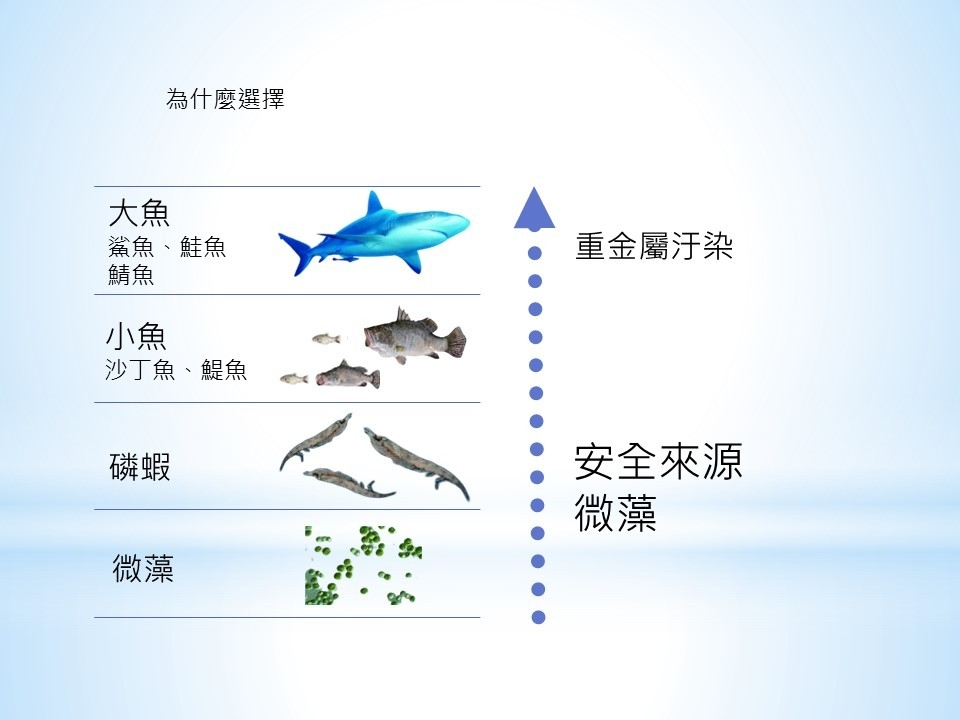 為什麼選擇
大魚
鯊魚、鮭魚
鯖魚
重金屬汙染
小魚
沙丁魚、鯷魚
磷蝦
安全來源
微藻
微藻